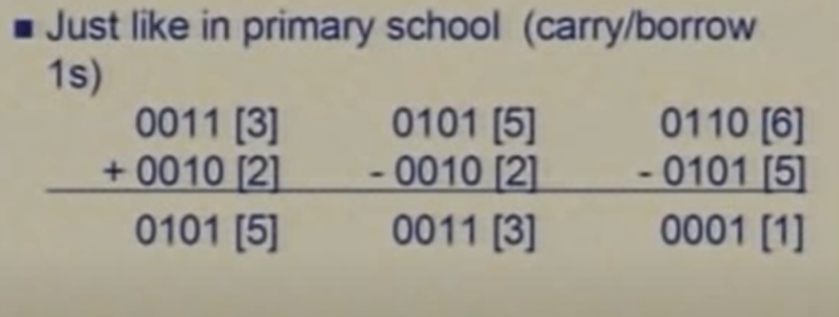 ■ Just like in primary school (carry/borrow
1s)
0011 [3] 0101 [5] 0110 [6]
+ 0010 [2] - 0010 [2] - 0101 [5]
0101 [5] 0011 [3] 0001 [1]